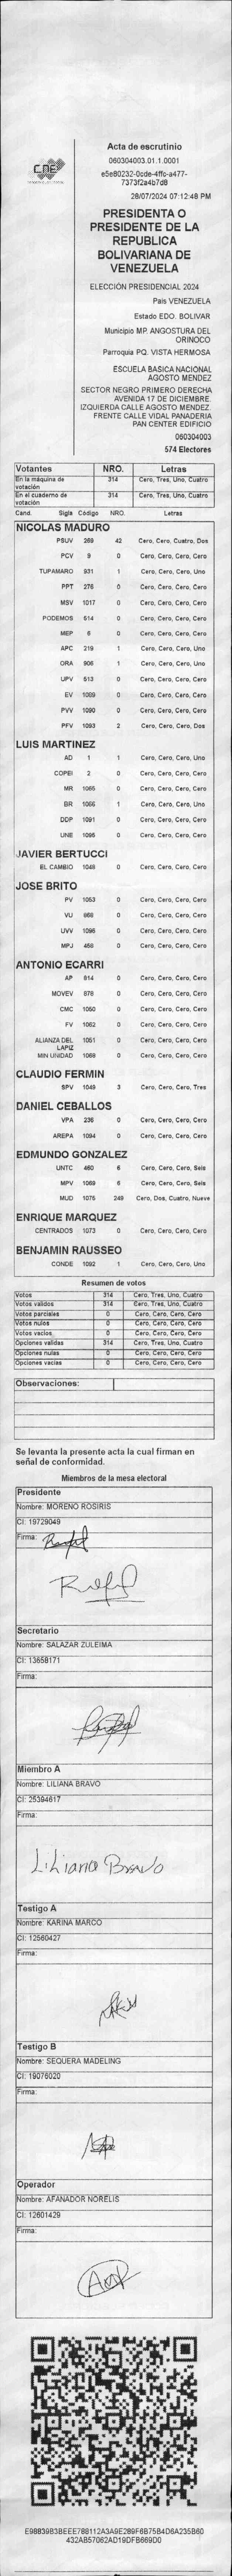 CNE
Acta de escrutinio
060304003.01.1.0001
e5e80232-0cde-4ffc-a477-
7373f2a4b7d8
28/07/2024 07:12:48 PM
PRESIDENTA O
PRESIDENTE DE LA
REPUBLICA
BOLIVARIANA DE
VENEZUELA
ELECCIÓN PRESIDENCIAL 2024
País VENEZUELA
Estado EDO. BOLIVAR
Municipio MP. ANGOSTURA DEL
ORINOCO
Parroquia PQ. VISTA HERMOSA
ESCUELA BASICA NACIONAL
AGOSTO MENDEZ
SECTOR NEGRO PRIMERO DERECHA
AVENIDA 17 DE DICIEMBRE.
IZQUIERDA CALLE AGOSTO MENDEZ.
FRENTE CALLE VIDAL PANADERIA
PAN CENTER EDIFICIO
060304003
574 Electores
Votantes NRO. Letras
En la máquina de votación 314 Cero, Tres, Uno, Cuatro
En el cuaderno de votación 314 Cero, Tres, Uno, Cuatro
Cand. Sigla Código NRO. Letras
NICOLAS MADURO
PSUV 269 42 Cero, Cero, Cuatro, Dos
PCV 9 0 Cero, Cero, Cero, Cero
TUPAMARO 931 1 Cero, Cero, Cero, Uno
PPT 276 0 Cero, Cero, Cero, Cero
MSV 1017 0 Cero, Cero, Cero, Cero
PODEMOS 514 0 Cero, Cero, Cero, Cero
MEP 6 0 Cero, Cero, Cero, Cero
APC 219 1 Cero, Cero, Cero, Uno
ORA 906 1 Cero, Cero, Cero, Uno
UPV 513 0 Cero, Cero, Cero, Cero
EV 1089 0 Cero, Cero, Cero, Cero
PVV 1090 0 Cero, Cero, Cero, Cero
PFV 1093 2 Cero, Cero, Cero, Dos
LUIS MARTINEZ
AD 1 1 Cero, Cero, Cero, Uno
COPEI 2 0 Cero, Cero, Cero, Cero
MR 1065 0 Cero, Cero, Cero, Cero
BR 1066 1 Cero, Cero, Cero, Uno
DDP 1091 0 Cero, Cero, Cero, Cero
UNE 1095 0 Cero, Cero, Cero, Cero
JAVIER BERTUCCI
EL CAMBIO 1048 0 Cero, Cero, Cero, Cero
JOSE BRITO
PV 1053 0 Cero, Cero, Cero, Cero
VU 868 0 Cero, Cero, Cero, Cero
UVV 1096 0 Cero, Cero, Cero, Cero
MPJ 458 0 Cero, Cero, Cero, Cero
ANTONIO ECARRI
AP 814 0 Cero, Cero, Cero, Cero
MOVEV 878 0 Cero, Cero, Cero, Cero
CMC 1050 0 Cero, Cero, Cero, Cero
FV 1062 0 Cero, Cero, Cero, Cero
ALIANZA DEL LAPIZ 1051 0 Cero, Cero, Cero, Cero
MIN UNIDAD 1088 0 Cero, Cero, Cero, Cero
CLAUDIO FERMIN
SPV 1049 3 Cero, Cero, Cero, Tres
DANIEL CEBALLOS
VPA 236 0 Cero, Cero, Cero, Cero
AREPA 1094 0 Cero, Cero, Cero, Cero
EDMUNDO GONZALEZ
UNTC 460 6 Cero, Cero, Cero, Seis
MPV 1069 6 Cero, Cero, Cero, Seis
MUD 1075 249 Cero, Dos, Cuatro, Nueve
ENRIQUE MARQUEZ
CENTRADOS 1073 0 Cero, Cero, Cero, Cero
BENJAMIN RAUSSEO
CONDE 1092 1 Cero, Cero, Cero, Uno
Resumen de votos
Votos 314 Cero, Tres, Uno, Cuatro
Votos validos 314 Cero, Tres, Uno, Cuatro
Votos parciales 0 Cero, Cero, Cero, Cero
Votos nulos 0 Cero, Cero, Cero, Cero
Votos vacios 0 Cero, Cero, Cero, Cero
Opciones validas 314 Cero, Tres, Uno, Cuatro
Opciones nulas 0 Cero, Cero, Cero, Cero
Opciones vacias 0 Cero, Cero, Cero, Cero
Observaciones:
Se levanta la presente acta la cual firman en
señal de conformidad.
Miembros de la mesa electoral
Presidente
Nombre: MORENO ROSIRIS
CI: 19729049
Firma:
Secretario
Nombre: SALAZAR ZULEIMA
CI: 13658171
Firma:
Miembro A
Nombre: LILIANA BRAVO
CI: 25394617
Firma:
Liliana Bravo
Testigo A
Nombre: KARINA MARCO
CI: 12560427
Firma:
Testigo B
Nombre: SEQUERA MADELING
CI: 19076020
Firma:
Operador
Nombre: AFANADOR NORELIS
CI: 12601429
Firma:
E98839B3BEEE788112A3A9E289F6B75B4D6A235B60
432AB57062AD19DFB669D0